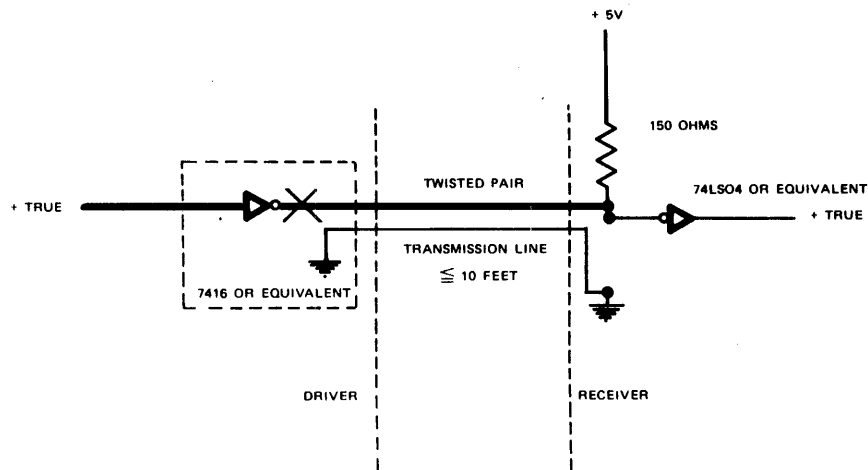 + 5V
150 OHMS
TWISTED PAIR
74LS04 OR EQUIVALENT
+ TRUE
+ TRUE
TRANSMISSION LINE
≦ 10 FEET
7416 OR EQUIVALENT
DRIVER
RECEIVER